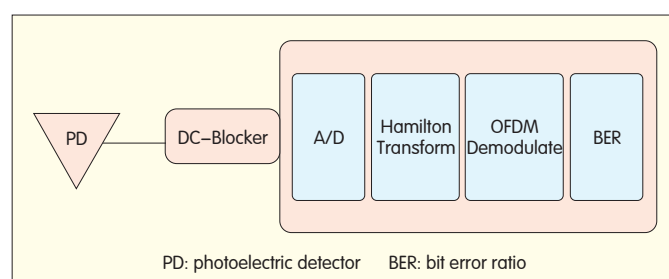 PD
DC–Blocker
A/D
Hamilton
Transform
OFDM
Demodulate
BER
PD: photoelectric detector BER: bit error ratio